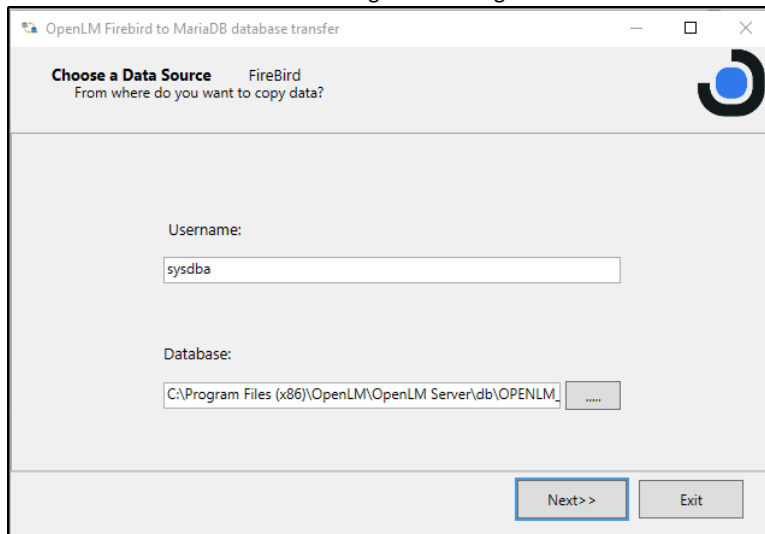 OpenLM Firebird to MariaDB database transfer
Choose a Data Source FireBird
From where do you want to copy data?
Username:
sysdba
Database:
C:\Program Files (x86)\OpenLM\OpenLM Server\db\OPENLM_
.....
Next>> Exit